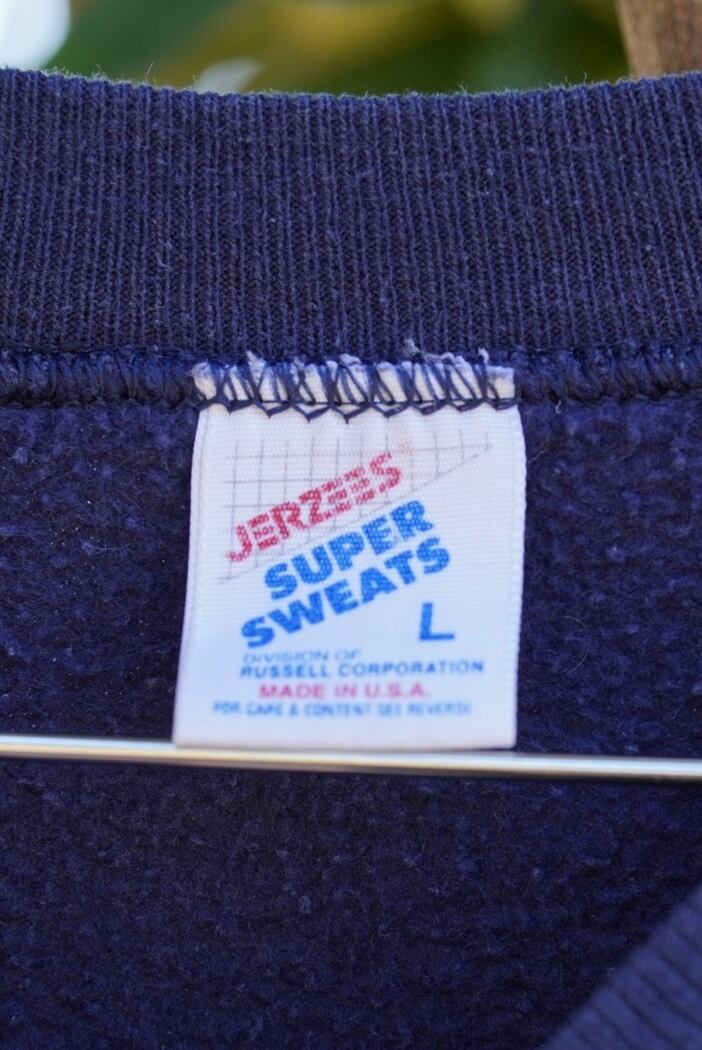 JERZEES
SUPER
SWEATS
L
DIVISION OF
RUSSELL CORPORATION
MADE IN U.S.A.
FOR CARE & CONTENT SEE REVERSE